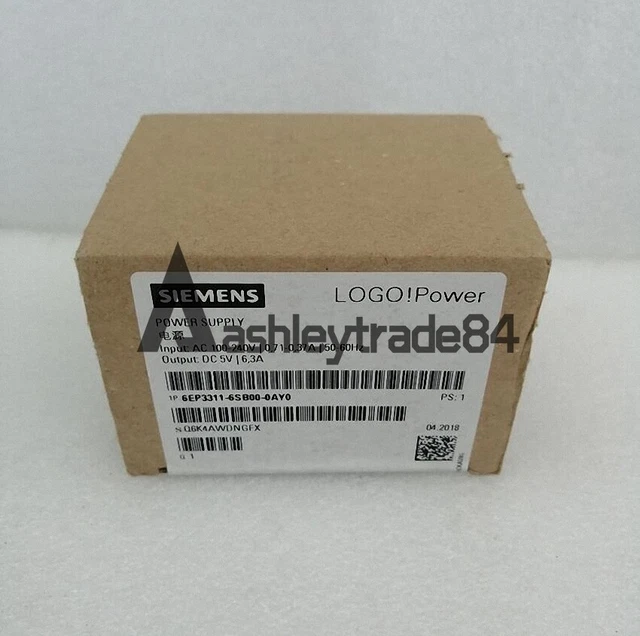 SIEMENS LOGO!Power
POWER SUPPLY
电源
ashleytrade84
Input: AC 100-240V | 0,71-0,37A | 50-60Hz
Output: DC 5V | 6,3A
1P 6EP3311-6SB00-0AY0 PS: 1
S Q6K4AWDNGFX 04.2018
Q 1